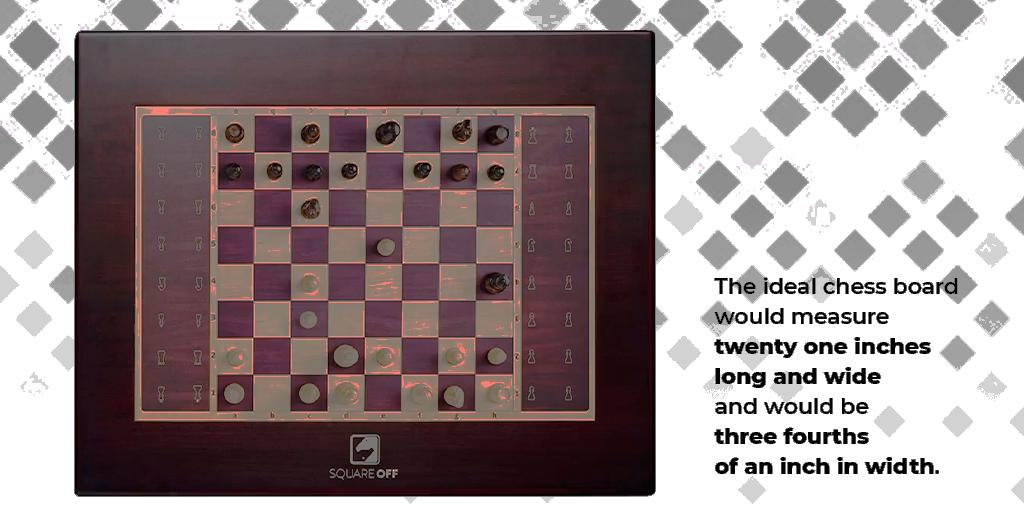 The ideal chess board
would measure
twenty one inches
long and wide
and would be
three fourths
of an inch in width.
SQUARE OFF